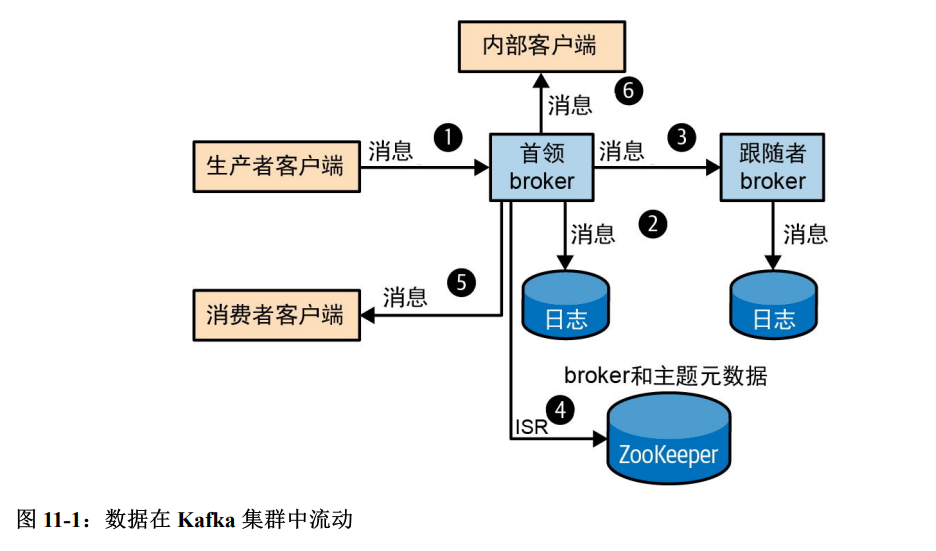 内部客户端
消息 6
生产者客户端
消息 1
首领
broker
消息 3
跟随者
broker
消息 2
消息
消费者客户端
消息 5
日志
日志
broker和主题元数据
ISR 4
ZooKeeper
图 11-1：数据在 Kafka 集群中流动